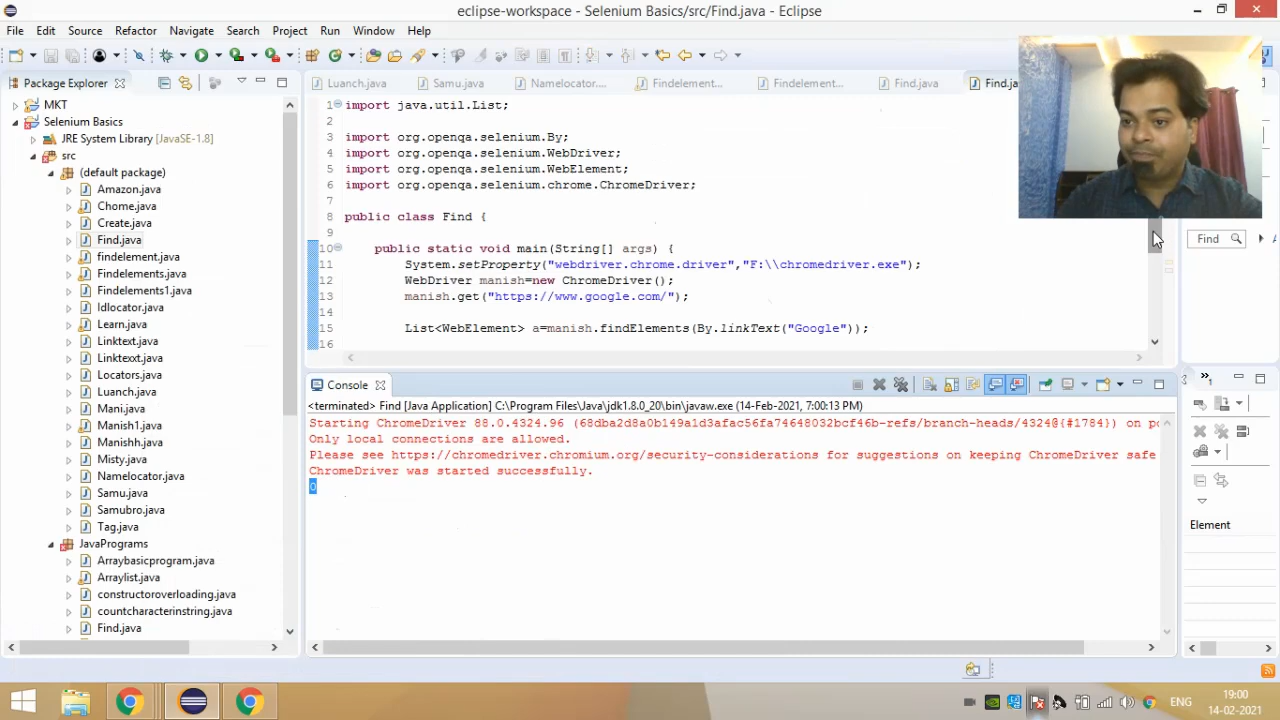 eclipse-workspace - Selenium Basics/src/Find.java - Eclipse
File Edit Source Refactor Navigate Search Project Run Window Help
Package Explorer
Luanch.java Samu.java Namelocator... Findelement... Findelement... Find.java Find.ja
MKT
Selenium Basics
JRE System Library [JavaSE-1.8]
src
(default package)
Amazon.java
Chome.java
Create.java
Find.java
findelement.java
Findelements.java
Findelements1.java
Idlocator.java
Learn.java
Linktext.java
Linktexxt.java
Locators.java
Luanch.java
Mani.java
Manish1.java
Manishh.java
Misty.java
Namelocator.java
Samu.java
Samubro.java
Tag.java
JavaPrograms
Arraybasicprogram.java
Arraylist.java
constructoroverloading.java
countcharacterinstring.java
Find.java
1 import java.util.List;
2
3 import org.openqa.selenium.By;
4 import org.openqa.selenium.WebDriver;
5 import org.openqa.selenium.WebElement;
6 import org.openqa.selenium.chrome.ChromeDriver;
7
8 public class Find {
9
10 public static void main(String[] args) {
11 System.setProperty("webdriver.chrome.driver","F:\\chromedriver.exe");
12 WebDriver manish=new ChromeDriver();
13 manish.get("https://www.google.com/");
14
15 List<WebElement> a=manish.findElements(By.linkText("Google"));
16
Find
Console
<terminated> Find [Java Application] C:\Program Files\Java\jdk1.8.0_20\bin\javaw.exe (14-Feb-2021, 7:00:13 PM)
Starting ChromeDriver 88.0.4324.96 (68dba2d8a0b149a1d3afac56fa74648032bcf46b-refs/branch-heads/4324@{#1784}) on po
Only local connections are allowed.
Please see https://chromedriver.chromium.org/security-considerations for suggestions on keeping ChromeDriver safe
ChromeDriver was started successfully.
0
Element
ENG
19:00
14-02-2021